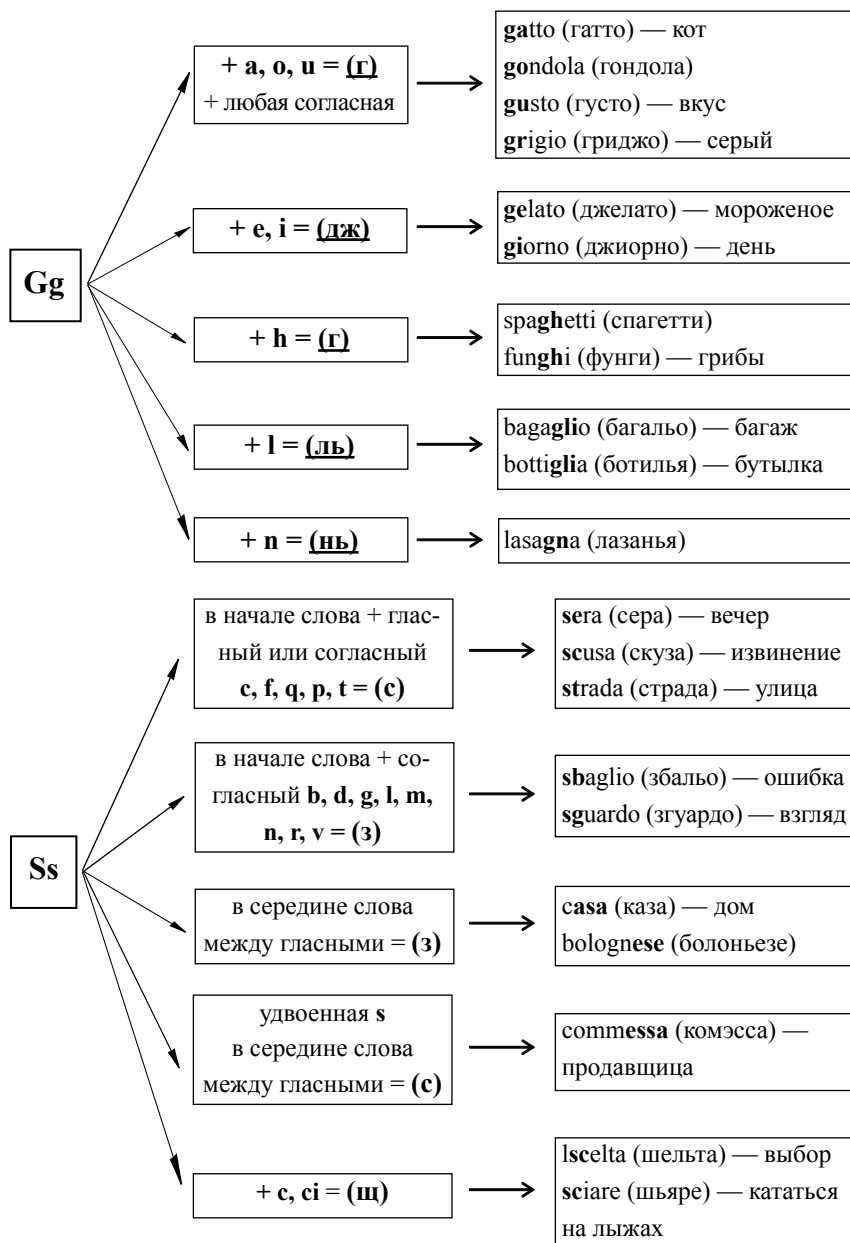 Gg
+ a, o, u = (г)
+ любая согласная
gatto (гатто) — кот
gondola (гондола)
gusto (густо) — вкус
grigio (гриджо) — серый
+ e, i = (дж)
gelato (джелато) — мороженое
giorno (джиорно) — день
+ h = (г)
spaghetti (спагетти)
funghi (фунги) — грибы
+ l = (ль)
bagaglio (багальо) — багаж
bottiglia (ботилья) — бутылка
+ n = (нь)
lasagna (лазанья)
Ss
в начале слова + глас-
ный или согласный
c, f, q, p, t = (с)
sera (сера) — вечер
scusa (скуза) — извинение
strada (страда) — улица
в начале слова + со-
гласный b, d, g, l, m,
n, r, v = (з)
sbaglio (збальо) — ошибка
sguardo (згуардо) — взгляд
в середине слова
между гласными = (з)
casa (каза) — дом
bolognese (болоньезе)
удвоенная s
в середине слова
между гласными = (с)
commessa (комэсса) —
продавщица
+ c, ci = (щ)
lscelta (шельта) — выбор
sciare (шьяре) — кататься
на лыжах